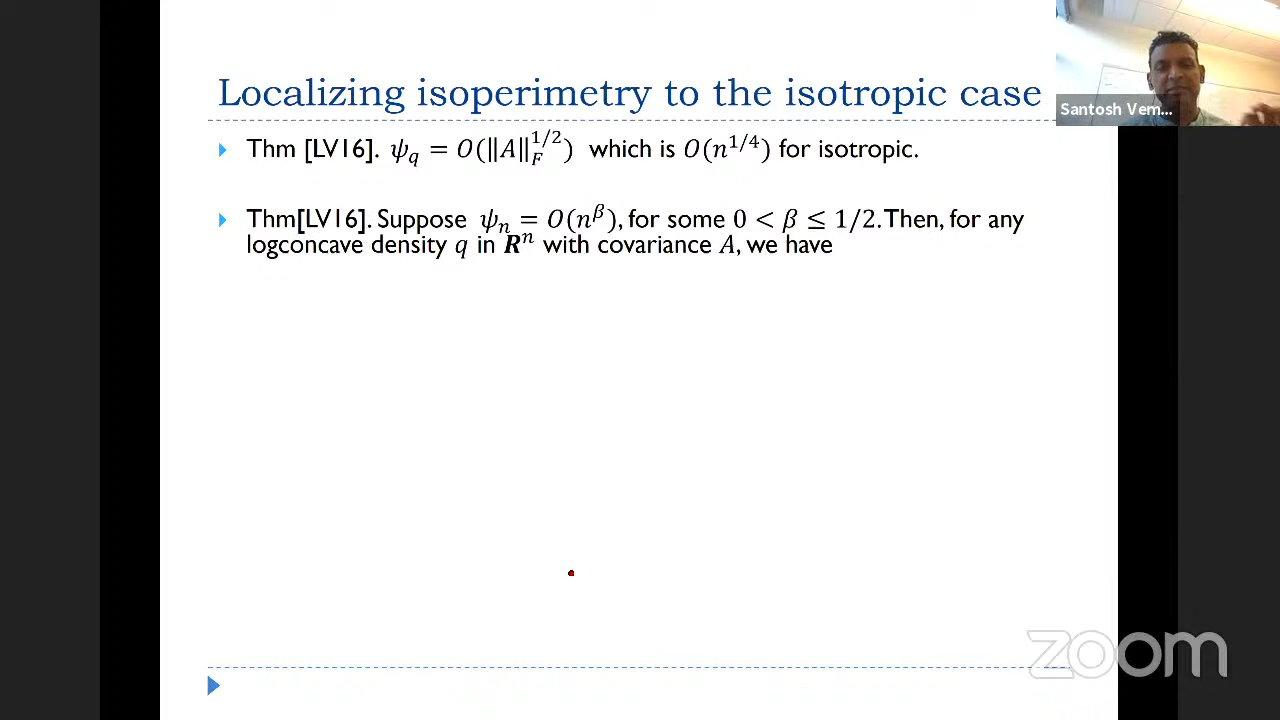 Localizing isoperimetry to the isotropic case
Santosh Vem...
Thm [LV16]. ψ_q = O(‖A‖_F^{1/2}) which is O(n^{1/4}) for isotropic.
Thm[LV16]. Suppose ψ_n = O(n^β), for some 0 < β ≤ 1/2. Then, for any
logconcave density q in R^n with covariance A, we have
zoom